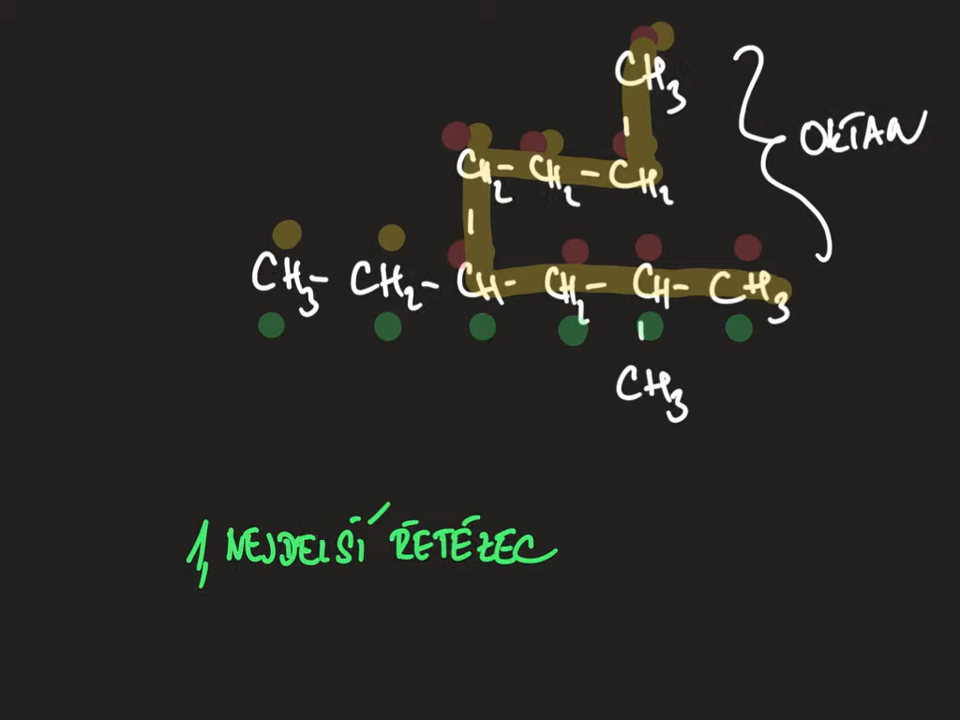 CH3
OKTAN
CH2-CH2-CH2
CH3-CH2-CH-CH2-CH-CH3
CH3
1, NEJDELŠÍ ŘETĚZEC